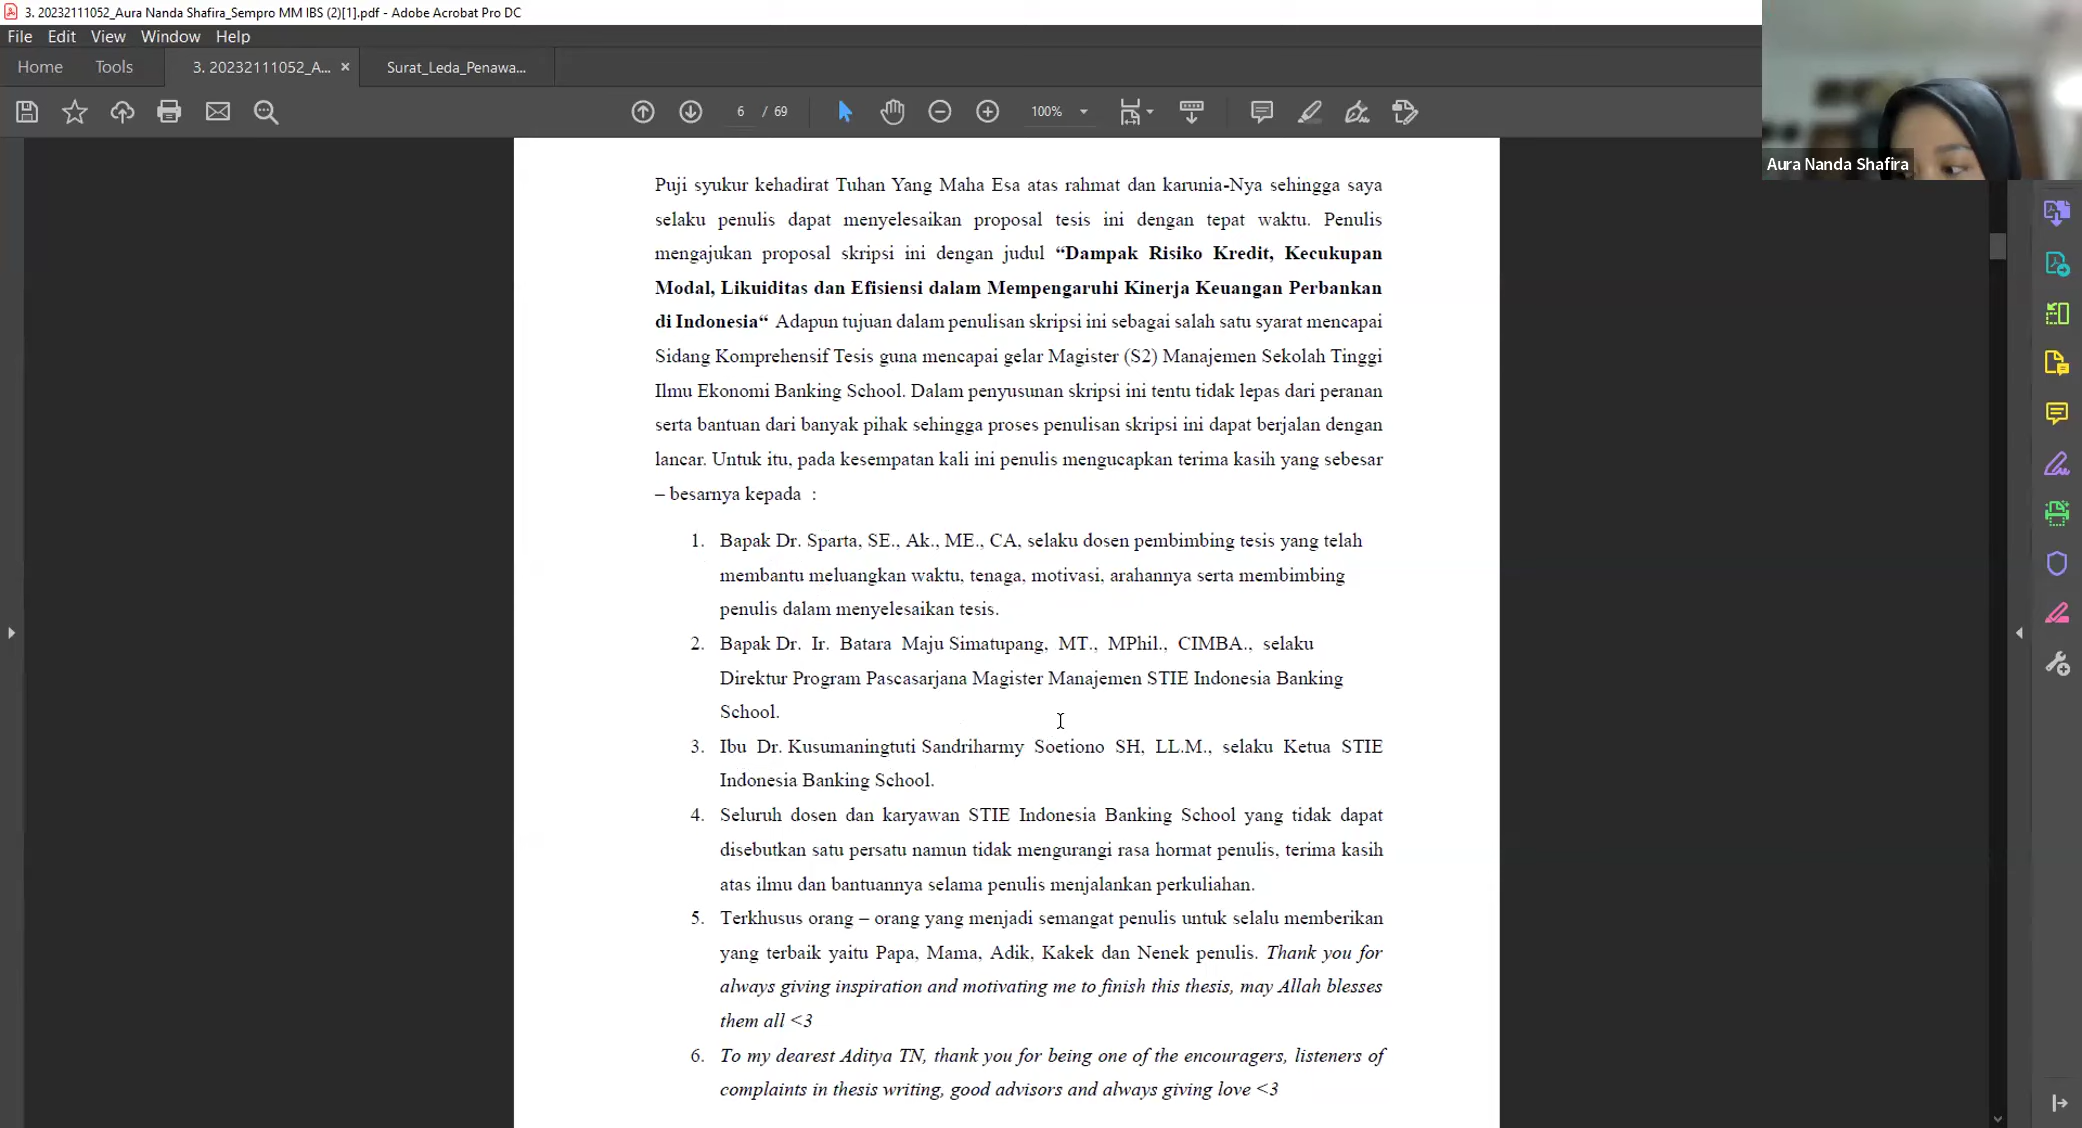 3. 20232111052_Aura Nanda Shafira_Sempro MM IBS (2)[1].pdf - Adobe Acrobat Pro DC
File Edit View Window Help
Home Tools 3. 20232111052_A... × Surat_Leda_Penawa...
6 / 69 100%
Aura Nanda Shafira
Puji syukur kehadirat Tuhan Yang Maha Esa atas rahmat dan karunia-Nya sehingga saya
selaku penulis dapat menyelesaikan proposal tesis ini dengan tepat waktu. Penulis
mengajukan proposal skripsi ini dengan judul “Dampak Risiko Kredit, Kecukupan
Modal, Likuiditas dan Efisiensi dalam Mempengaruhi Kinerja Keuangan Perbankan
di Indonesia“ Adapun tujuan dalam penulisan skripsi ini sebagai salah satu syarat mencapai
Sidang Komprehensif Tesis guna mencapai gelar Magister (S2) Manajemen Sekolah Tinggi
Ilmu Ekonomi Banking School. Dalam penyusunan skripsi ini tentu tidak lepas dari peranan
serta bantuan dari banyak pihak sehingga proses penulisan skripsi ini dapat berjalan dengan
lancar. Untuk itu, pada kesempatan kali ini penulis mengucapkan terima kasih yang sebesar
– besarnya kepada :
1. Bapak Dr. Sparta, SE., Ak., ME., CA, selaku dosen pembimbing tesis yang telah
membantu meluangkan waktu, tenaga, motivasi, arahannya serta membimbing
penulis dalam menyelesaikan tesis.
2. Bapak Dr. Ir. Batara Maju Simatupang, MT., MPhil., CIMBA., selaku
Direktur Program Pascasarjana Magister Manajemen STIE Indonesia Banking
School.
3. Ibu Dr. Kusumaningtuti Sandriharmy Soetiono SH, LL.M., selaku Ketua STIE
Indonesia Banking School.
4. Seluruh dosen dan karyawan STIE Indonesia Banking School yang tidak dapat
disebutkan satu persatu namun tidak mengurangi rasa hormat penulis, terima kasih
atas ilmu dan bantuannya selama penulis menjalankan perkuliahan.
5. Terkhusus orang – orang yang menjadi semangat penulis untuk selalu memberikan
yang terbaik yaitu Papa, Mama, Adik, Kakek dan Nenek penulis. Thank you for
always giving inspiration and motivating me to finish this thesis, may Allah blesses
them all <3
6. To my dearest Aditya TN, thank you for being one of the encouragers, listeners of
complaints in thesis writing, good advisors and always giving love <3